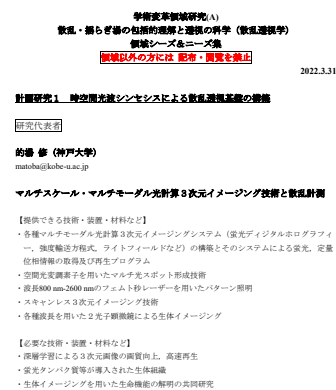 学術変革領域研究(A)
散乱・揺らぎ場の包括的理解と透視の科学（散乱透視学）
領域シーズ＆ニーズ集
領域以外の方には 配布・閲覧を禁止
2022.3.31
計画研究1　時空間光波シンセシスによる散乱透視基盤の構築
研究代表者
的場 修（神戸大学）
matoba@kobe-u.ac.jp
マルチスケール・マルチモーダル光計算３次元イメージング技術と散乱計測
【提供できる技術・装置・材料など】
・各種マルチモーダル光計算３次元イメージングシステム（蛍光ディジタルホログラフィ
ー，強度輸送方程式，ライトフィールドなど）の構築とそのシステムによる蛍光，定量
位相情報の取得及び再生プログラム
・空間光変調素子を用いたマルチ光スポット形成技術
・波長800 nm-2600 nmのフェムト秒レーザーを用いたパターン照明
・スキャンレス３次元イメージング技術
・各種波長を用いた２光子顕微鏡による生体イメージング
【必要な技術・装置・材料など】
・深層学習による３次元画像の画質向上，高速再生
・蛍光タンパク質等が導入された生体組織
・生体イメージングを用いた生命機能の解明の共同研究